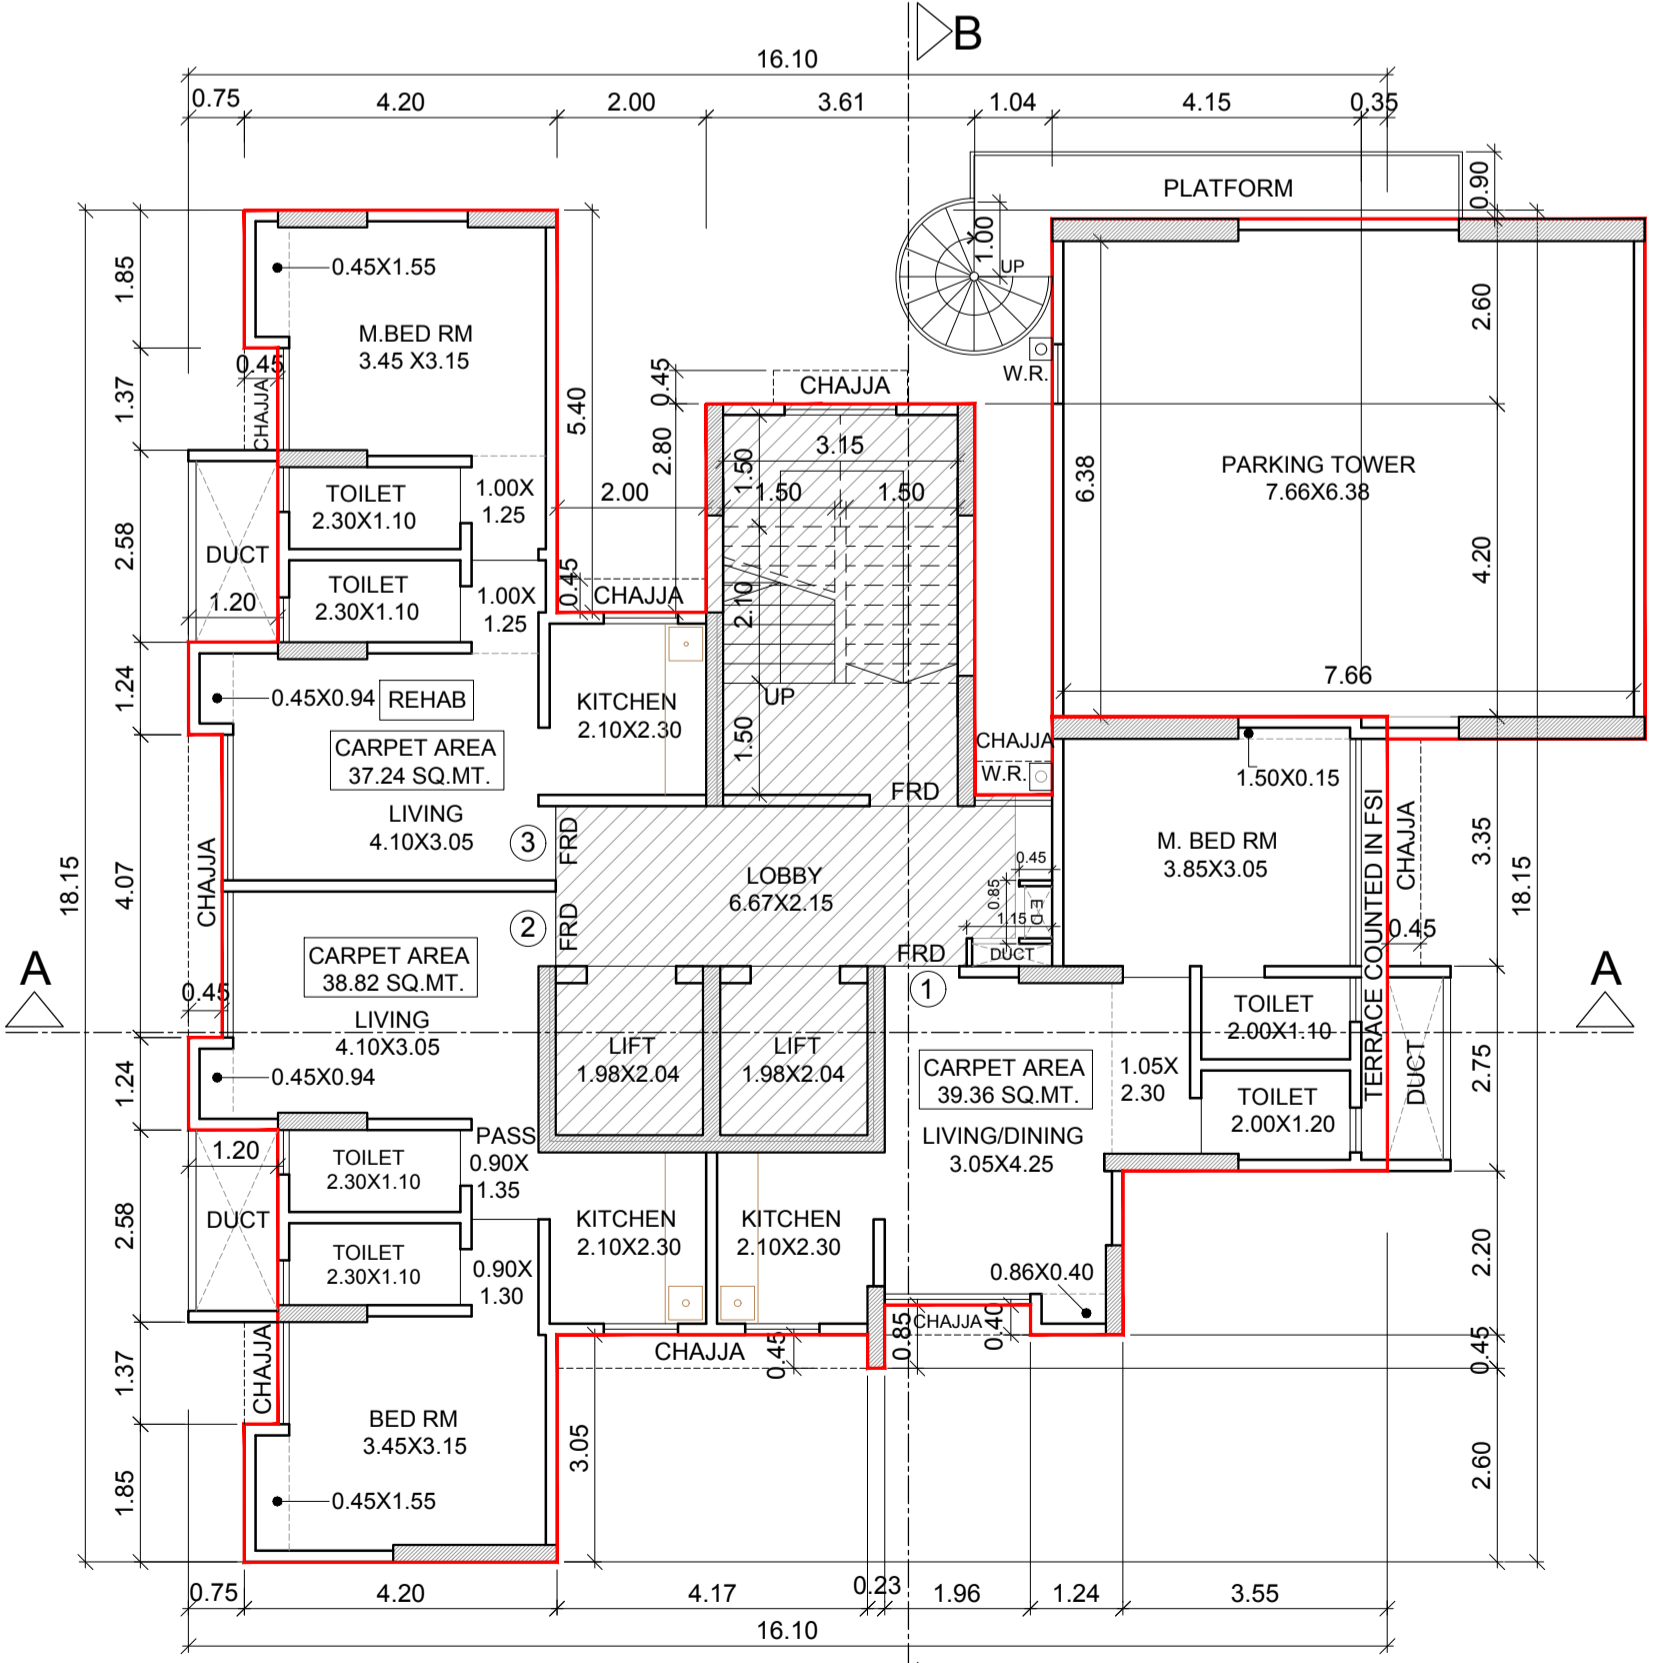 B
16.10
0.75
4.20
2.00
3.61
1.04
4.15
0.35
PLATFORM
0.90
1.00
UP
1.85
0.45X1.55
M.BED RM
3.45 X3.15
2.60
W.R.
0.45
CHAJJA
1.37
CHAJJA
5.40
0.45
2.80
3.15
1.50
1.50
1.50
2.00
6.38
PARKING TOWER
7.66X6.38
TOILET
2.30X1.10
1.00X
1.25
2.58
DUCT
1.20
TOILET
2.30X1.10
1.00X
1.25
0.45
CHAJJA
2.10
4.20
1.24
0.45X0.94
REHAB
KITCHEN
2.10X2.30
UP
7.66
CARPET AREA
37.24 SQ.MT.
1.50
CHAJJA
W.R.
1.50X0.15
FRD
LIVING
4.10X3.05
3
FRD
18.15
4.07
CHAJJA
LOBBY
6.67X2.15
0.45
0.85
E.D
1.15
DUCT
M. BED RM
3.85X3.05
TERRACE COUNTED IN FSI
CHAJJA
3.35
18.15
0.45
2
FRD
FRD
1
CARPET AREA
38.82 SQ.MT.
A
A
0.45
LIVING
4.10X3.05
LIFT
1.98X2.04
LIFT
1.98X2.04
CARPET AREA
39.36 SQ.MT.
TOILET
2.00X1.10
1.05X
2.30
TOILET
2.00X1.20
DUCT
2.75
1.24
0.45X0.94
LIVING/DINING
3.05X4.25
1.20
PASS
0.90X
1.35
TOILET
2.30X1.10
2.58
DUCT
TOILET
2.30X1.10
0.90X
1.30
KITCHEN
2.10X2.30
KITCHEN
2.10X2.30
0.86X0.40
2.20
CHAJJA
0.85
0.40
CHAJJA
0.45
0.45
CHAJJA
1.37
BED RM
3.45X3.15
3.05
2.60
1.85
0.45X1.55
0.75
4.20
4.17
0.23
1.96
1.24
3.55
16.10